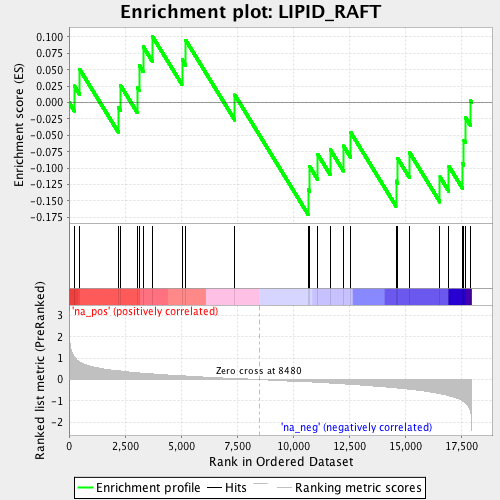 Enrichment plot: LIPID_RAFT
Enrichment score (ES)
0.100
0.075
0.050
0.025
0.000
-0.025
-0.050
-0.075
-0.100
-0.125
-0.150
-0.175
'na_pos' (positively correlated)
Ranked list metric (PreRanked)
3
2
1
0
-1
-2
Zero cross at 8480
'na_neg' (negatively correlated)
0 2,500 5,000 7,500 10,000 12,500 15,000 17,500
Rank in Ordered Dataset
Enrichment profile Hits Ranking metric scores